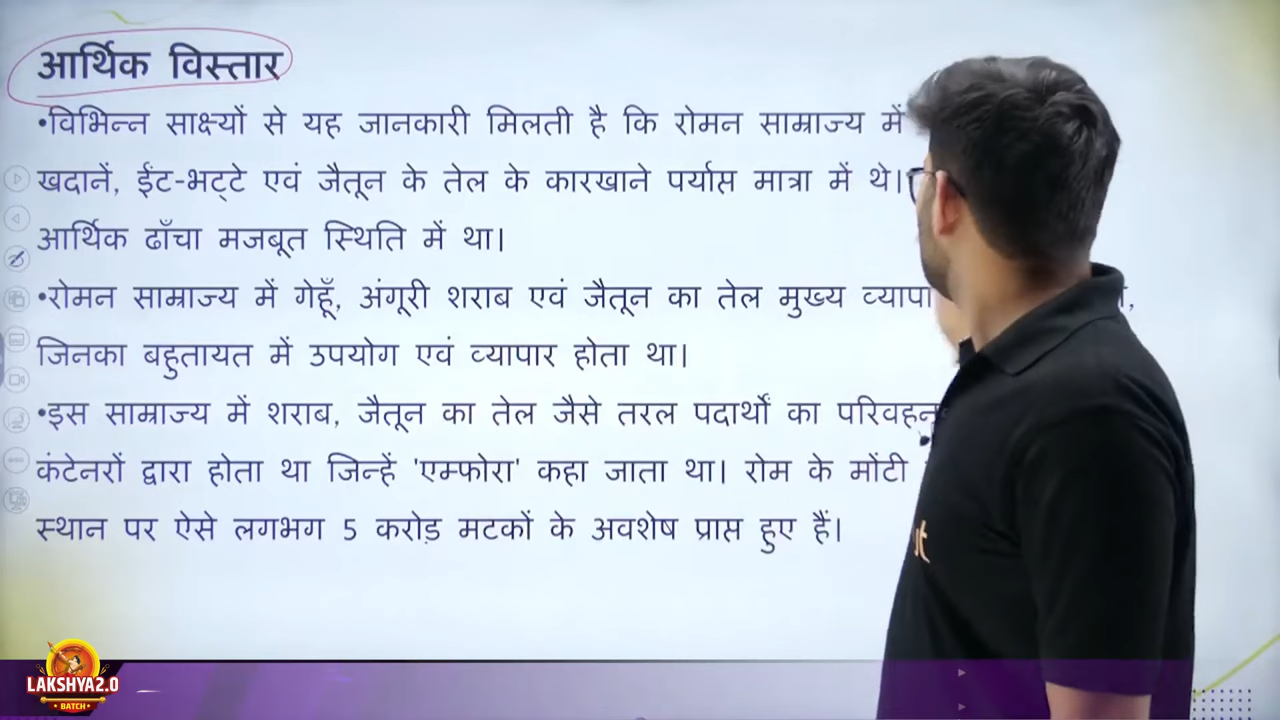 आर्थिक विस्तार
•विभिन्न साक्ष्यों से यह जानकारी मिलती है कि रोमन साम्राज्य में
खदानें, ईंट-भट्टे एवं जैतून के तेल के कारखाने पर्याप्त मात्रा में थे।
आर्थिक ढाँचा मजबूत स्थिति में था।
•रोमन साम्राज्य में गेहूँ, अंगूरी शराब एवं जैतून का तेल मुख्य
जिनका बहुतायत में उपयोग एवं व्यापार होता था।
•इस साम्राज्य में शराब, जैतून का तेल जैसे तरल पदार्थों का परिवहन
कंटेनरों द्वारा होता था जिन्हें 'एम्फोरा' कहा जाता था। रोम के मोंटी
स्थान पर ऐसे लगभग 5 करोड़ मटकों के अवशेष प्राप्त हुए हैं।
LAKSHYA2.0
BATCH